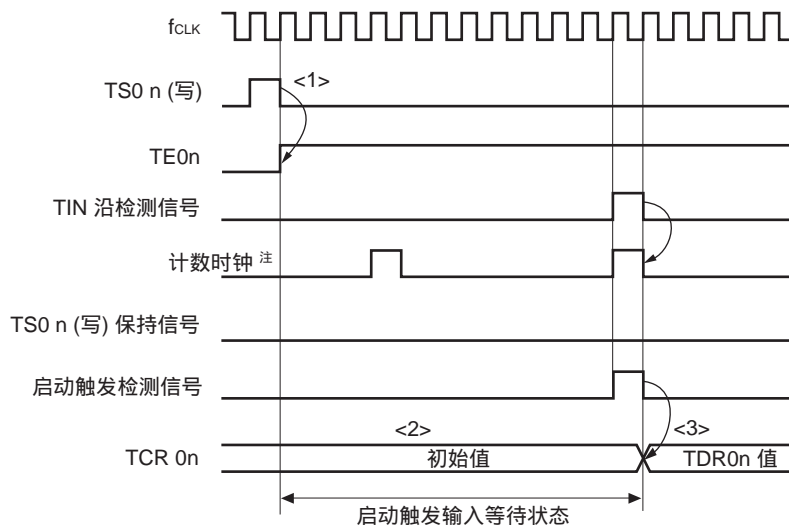 fCLK
TS0 n (写)
<1>
TE0n
TIN 沿检测信号
计数时钟 注
TS0 n (写) 保持信号
启动触发检测信号
<2>
<3>
TCR 0n
初始值
TDR0n 值
启动触发输入等待状态